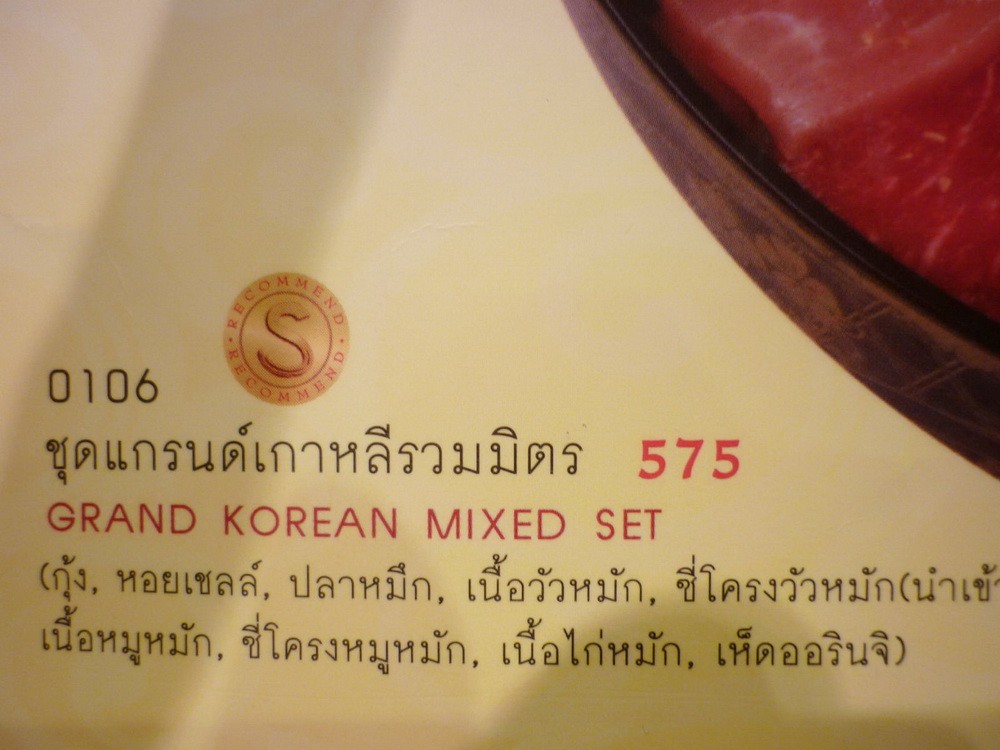 RECOMMEND · RECOMMEND ·
S
0106
ชุดแกรนด์เกาหลีรวมมิตร 575
GRAND KOREAN MIXED SET
(กุ้ง, หอยเชลล์, ปลาหมึก, เนื้อวัวหมัก, ซี่โครงวัวหมัก(นำเข้า
เนื้อหมูหมัก, ซี่โครงหมูหมัก, เนื้อไก่หมัก, เห็ดออรินจิ)